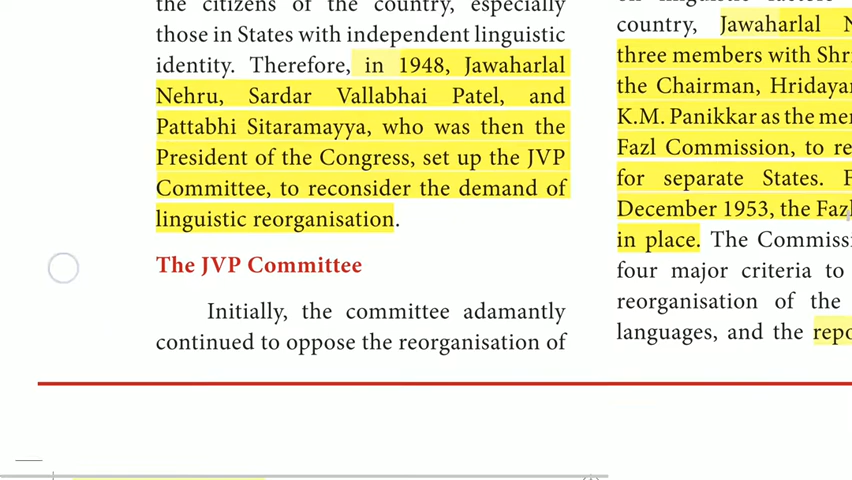 the citizens of the country, especially
those in States with independent linguistic
identity. Therefore, in 1948, Jawaharlal
Nehru, Sardar Vallabhai Patel, and
Pattabhi Sitaramayya, who was then the
President of the Congress, set up the JVP
Committee, to reconsider the demand of
linguistic reorganisation.
The JVP Committee
Initially, the committee adamantly
continued to oppose the reorganisation of
country, Jawaharlal
three members with Shr
the Chairman, Hridaya
K.M. Panikkar as the me
Fazl Commission, to re
for separate States.
December 1953, the Faz
in place. The Commiss
four major criteria to
reorganisation of the
languages, and the repo